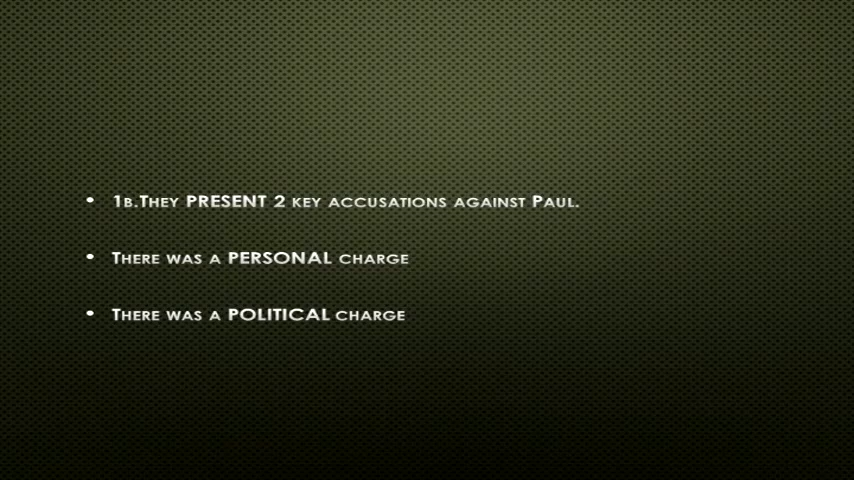 • 1b.They PRESENT 2 key accusations against Paul.
• There was a PERSONAL charge
• There was a POLITICAL charge